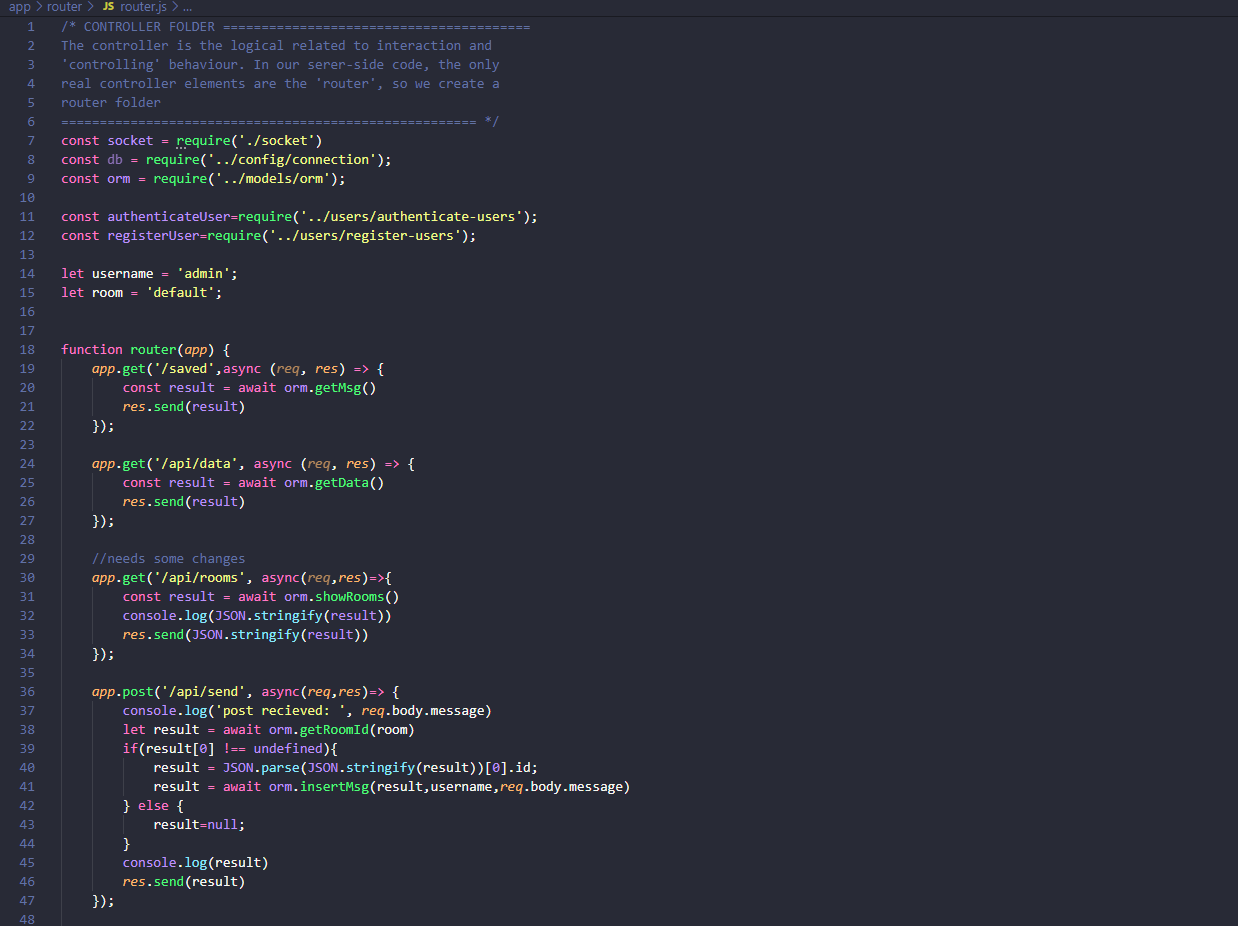 app > router > JS router.js > ...
1 /* CONTROLLER FOLDER ========================================
2 The controller is the logical related to interaction and
3 'controlling' behaviour. In our serer-side code, the only
4 real controller elements are the 'router', so we create a
5 router folder
6 ====================================================== */
7 const socket = require('./socket')
8 const db = require('../config/connection');
9 const orm = require('../models/orm');
10
11 const authenticateUser=require('../users/authenticate-users');
12 const registerUser=require('../users/register-users');
13
14 let username = 'admin';
15 let room = 'default';
16
17
18 function router(app) {
19     app.get('/saved',async (req, res) => {
20         const result = await orm.getMsg()
21         res.send(result)
22     });
23
24     app.get('/api/data', async (req, res) => {
25         const result = await orm.getData()
26         res.send(result)
27     });
28
29     //needs some changes
30     app.get('/api/rooms', async(req,res)=>{
31         const result = await orm.showRooms()
32         console.log(JSON.stringify(result))
33         res.send(JSON.stringify(result))
34     });
35
36     app.post('/api/send', async(req,res)=> {
37         console.log('post recieved: ', req.body.message)
38         let result = await orm.getRoomId(room)
39         if(result[0] !== undefined){
40             result = JSON.parse(JSON.stringify(result))[0].id;
41             result = await orm.insertMsg(result,username,req.body.message)
42         } else {
43             result=null;
44         }
45         console.log(result)
46         res.send(result)
47     });
48